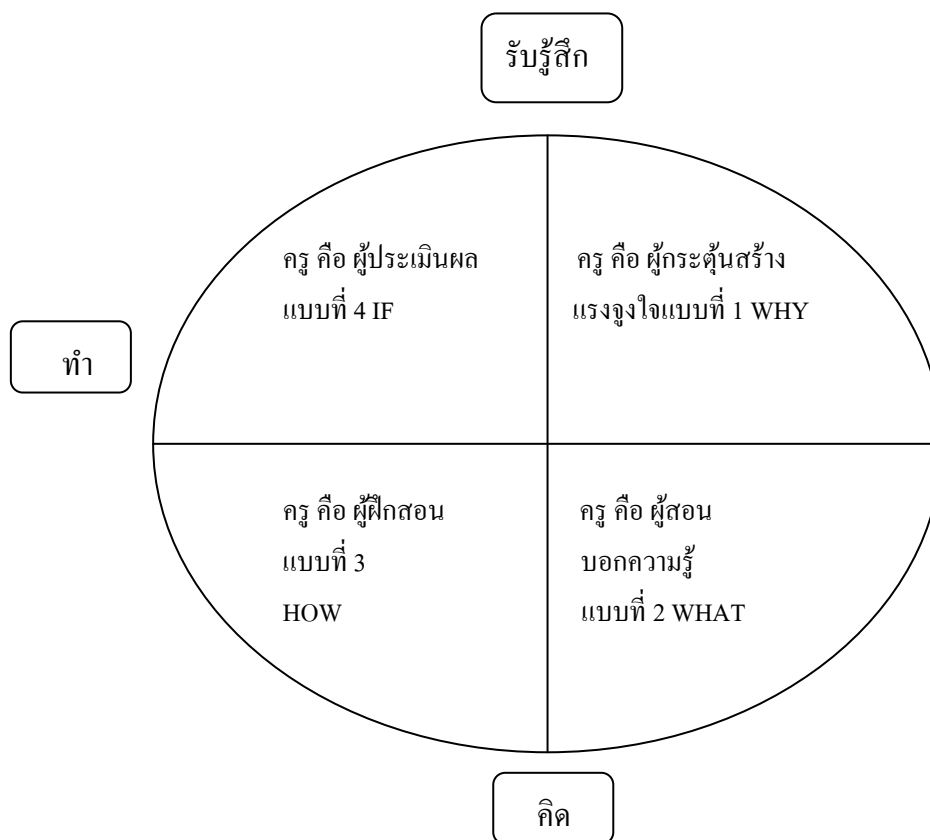 รับรู้สึก
ครู คือ ผู้ประเมินผล
แบบที่ 4 IF
ครู คือ ผู้กระตุ้นสร้าง
แรงจูงใจแบบที่ 1 WHY
ทำ
ครู คือ ผู้ฝึกสอน
แบบที่ 3
HOW
ครู คือ ผู้สอน
บอกความรู้
แบบที่ 2 WHAT
คิด